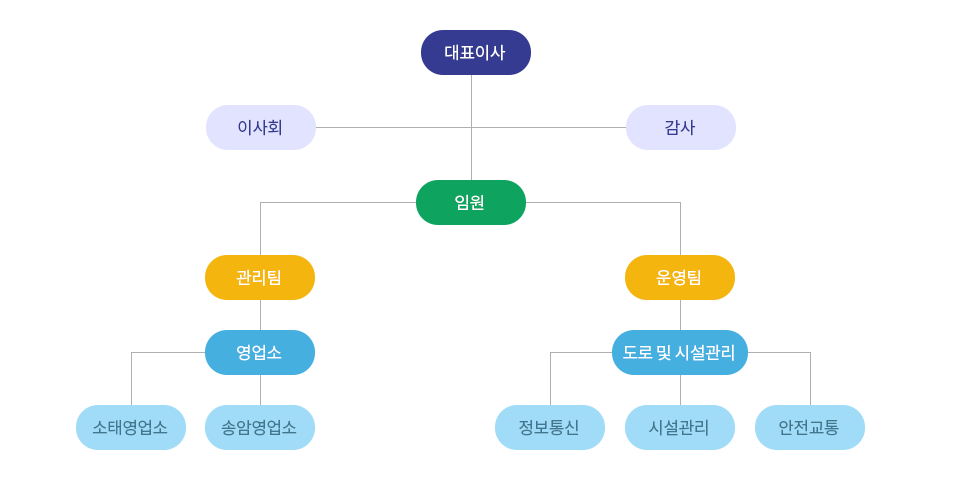 대표이사
이사회
감사
임원
관리팀
운영팀
영업소
도로 및 시설관리
소태영업소
송암영업소
정보통신
시설관리
안전교통